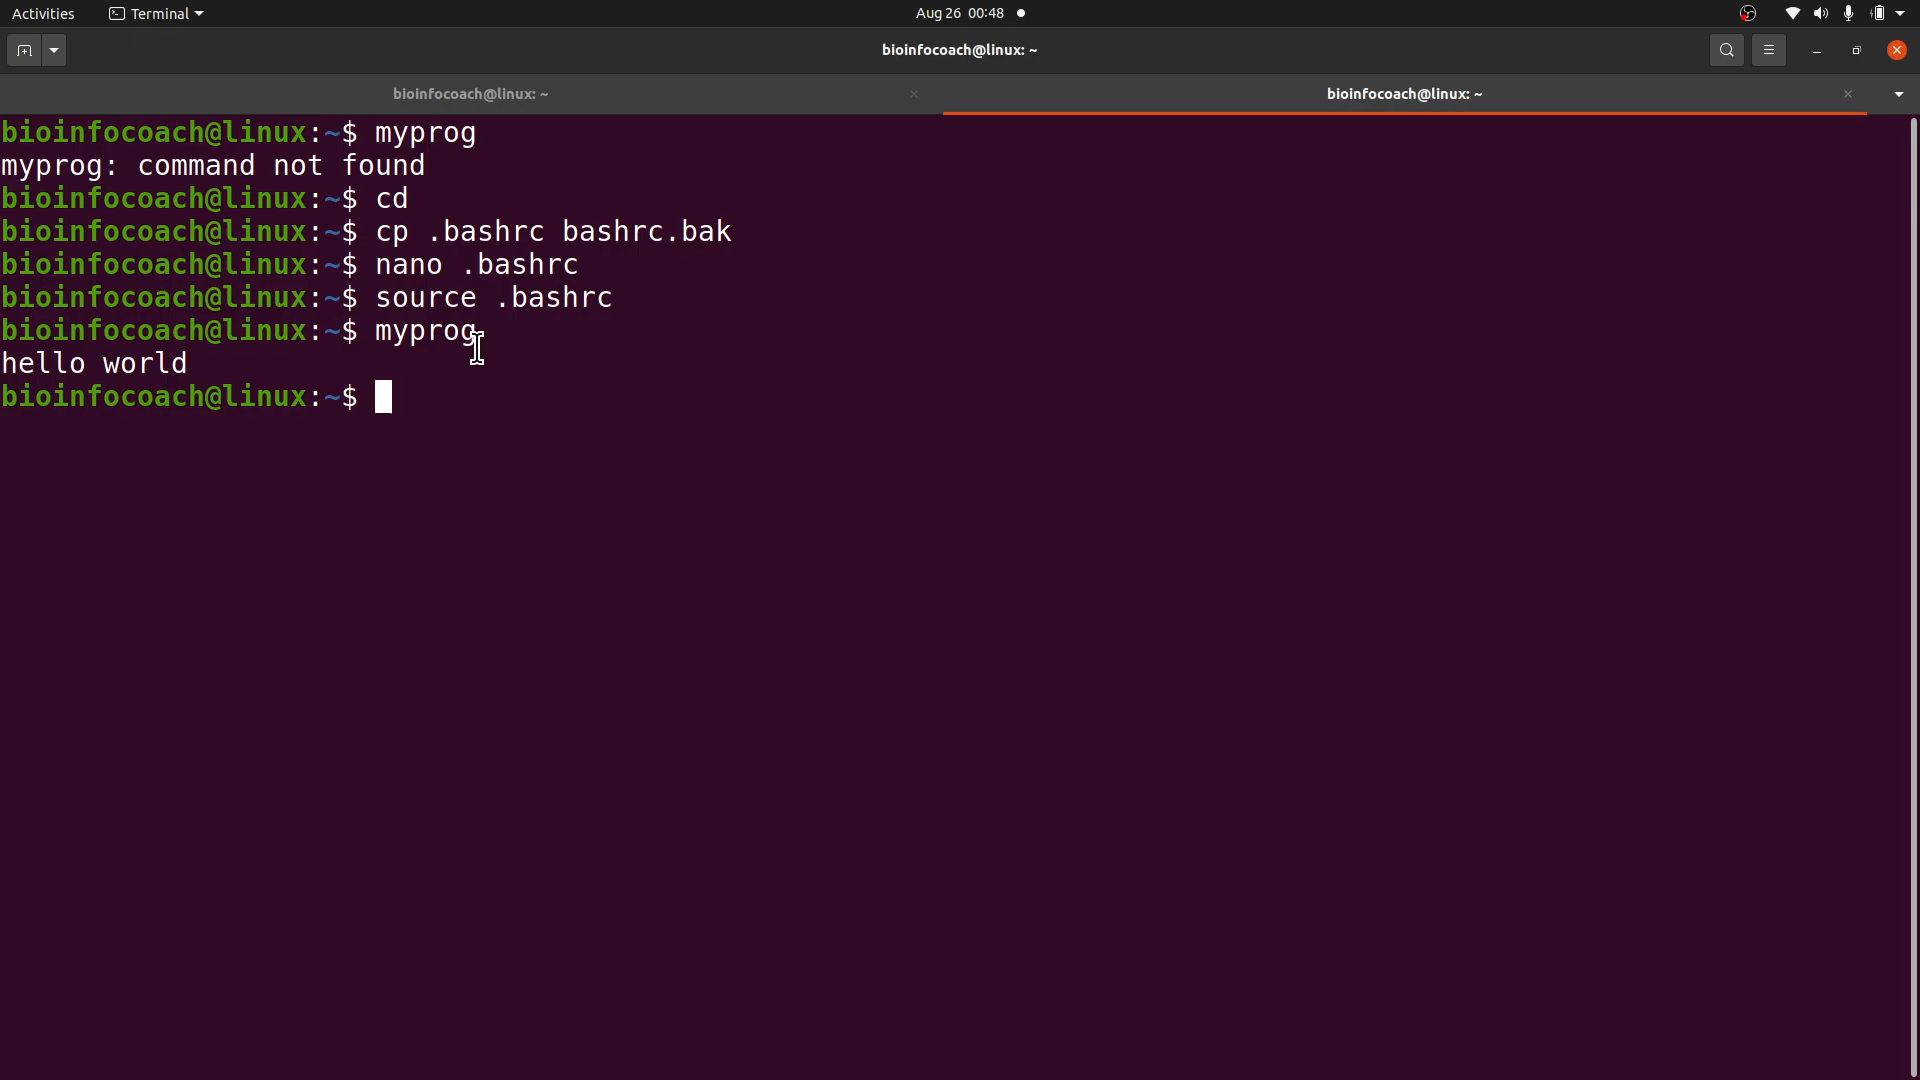 Activities Terminal Aug 26 00:48
bioinfocoach@linux: ~
bioinfocoach@linux: ~ bioinfocoach@linux: ~
bioinfocoach@linux:~$ myprog
myprog: command not found
bioinfocoach@linux:~$ cd
bioinfocoach@linux:~$ cp .bashrc bashrc.bak
bioinfocoach@linux:~$ nano .bashrc
bioinfocoach@linux:~$ source .bashrc
bioinfocoach@linux:~$ myprog
hello world
bioinfocoach@linux:~$